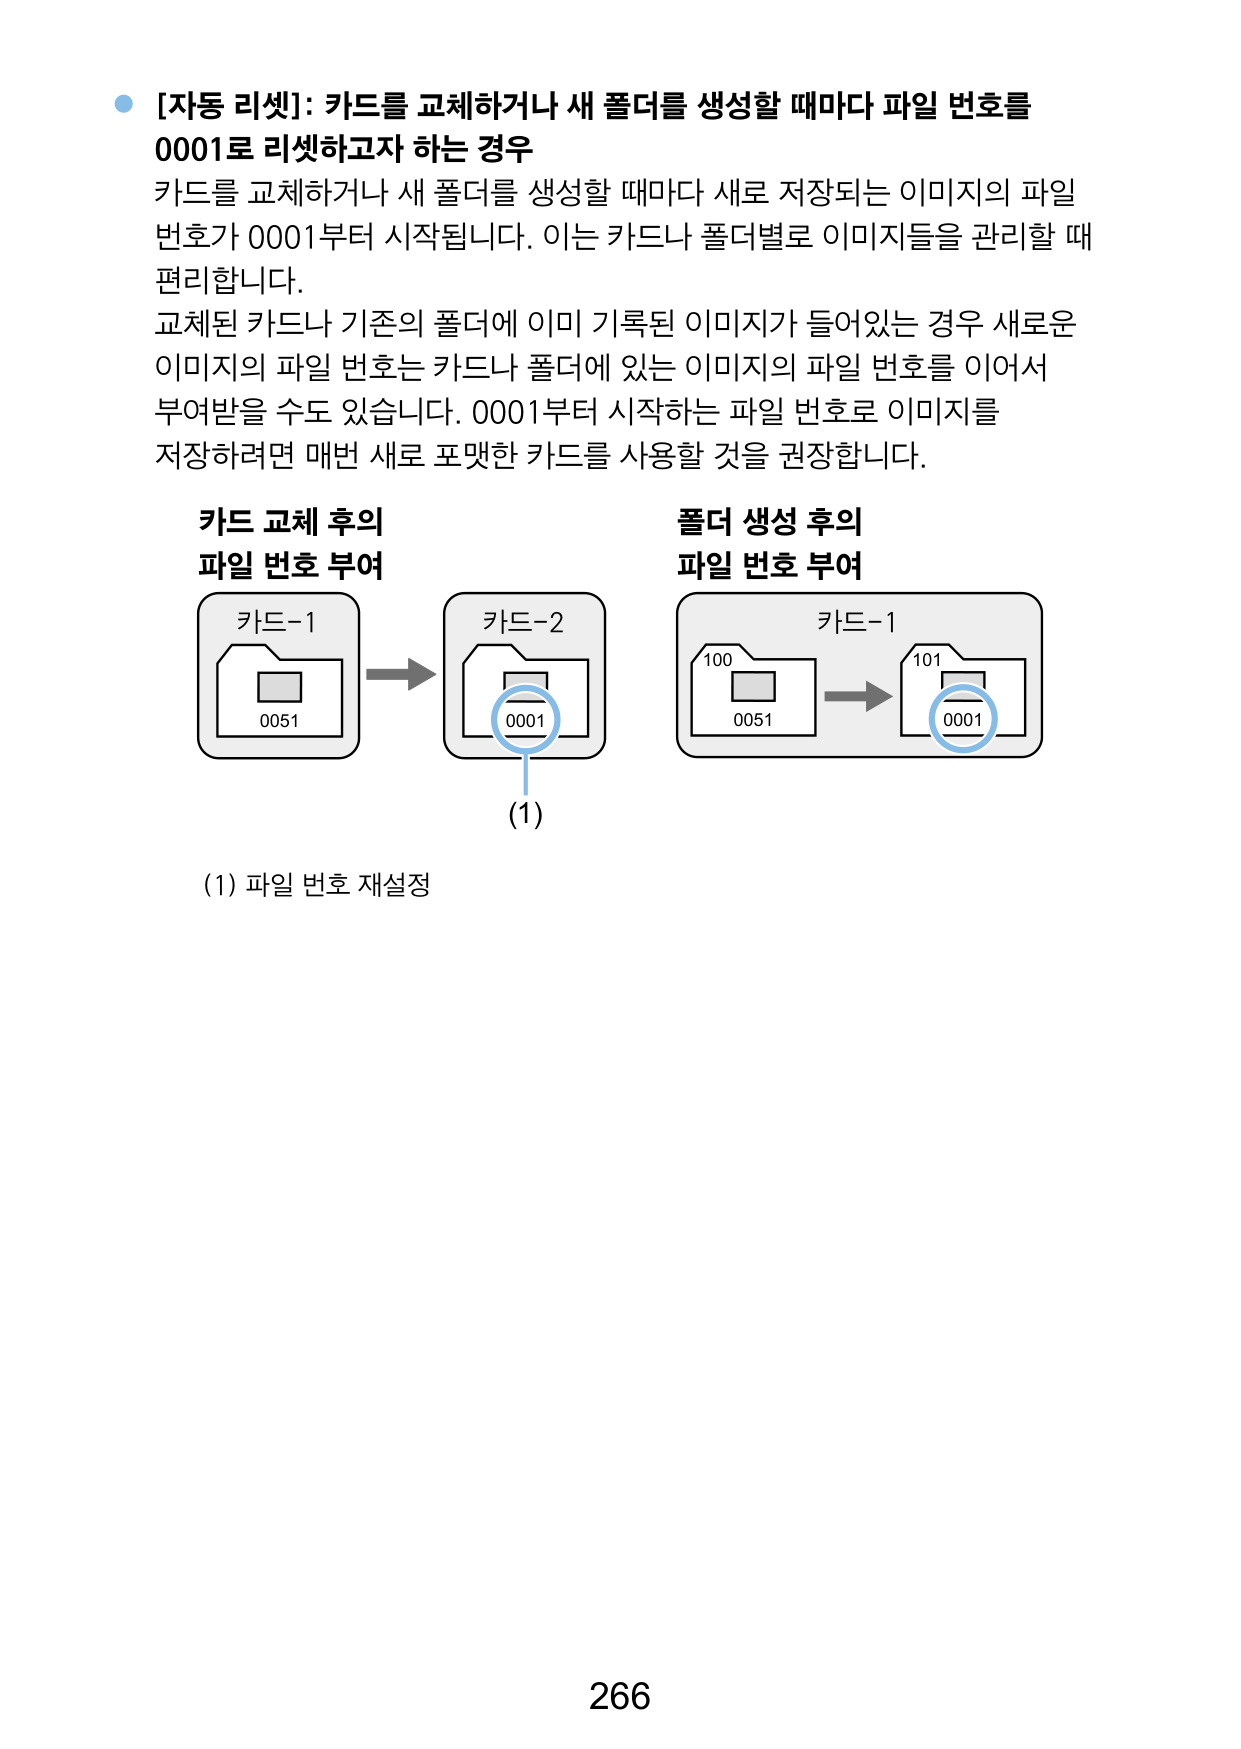 [자동 리셋]: 카드를 교체하거나 새 폴더를 생성할 때마다 파일 번호를
0001로 리셋하고자 하는 경우
카드를 교체하거나 새 폴더를 생성할 때마다 새로 저장되는 이미지의 파일
번호가 0001부터 시작됩니다. 이는 카드나 폴더별로 이미지들을 관리할 때
편리합니다.
교체된 카드나 기존의 폴더에 이미 기록된 이미지가 들어있는 경우 새로운
이미지의 파일 번호는 카드나 폴더에 있는 이미지의 파일 번호를 이어서
부여받을 수도 있습니다. 0001부터 시작하는 파일 번호로 이미지를
저장하려면 매번 새로 포맷한 카드를 사용할 것을 권장합니다.
카드 교체 후의
파일 번호 부여
카드-1
0051
카드-2
0001
(1)
폴더 생성 후의
파일 번호 부여
카드-1
100
0051
101
0001
(1) 파일 번호 재설정
266